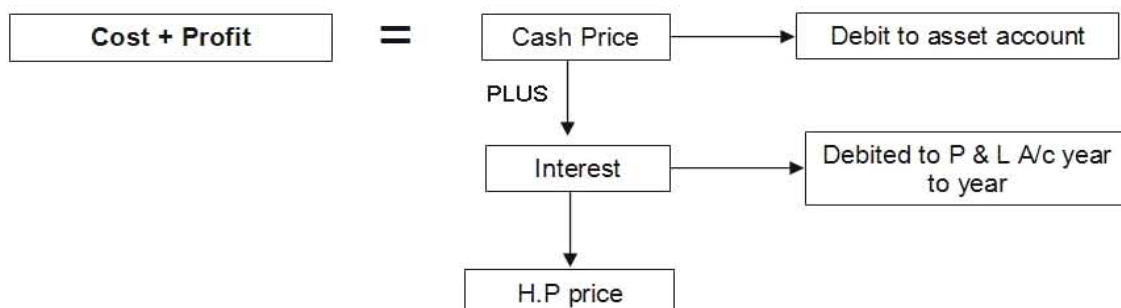 Cost + Profit
=
Cash Price
Debit to asset account
PLUS
Interest
Debited to P & L A/c year
to year
H.P price